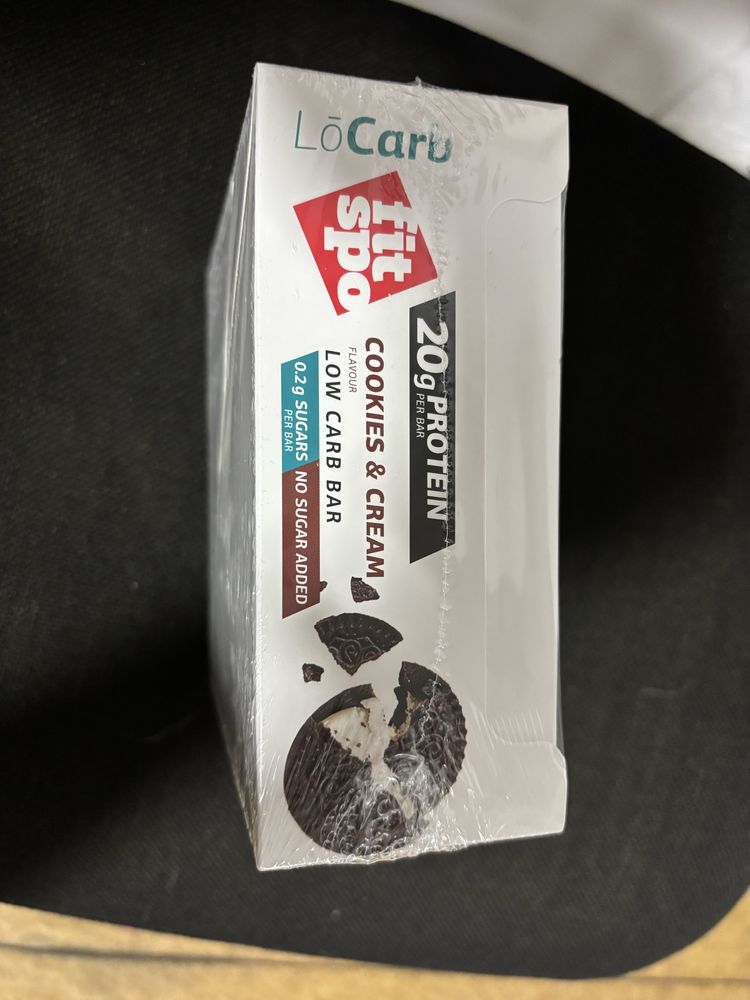 LōCarb
fit
spo
20g PROTEIN
PER BAR
COOKIES & CREAM
FLAVOUR
LOW CARB BAR
0.2g SUGARS
PER BAR
NO SUGAR ADDED